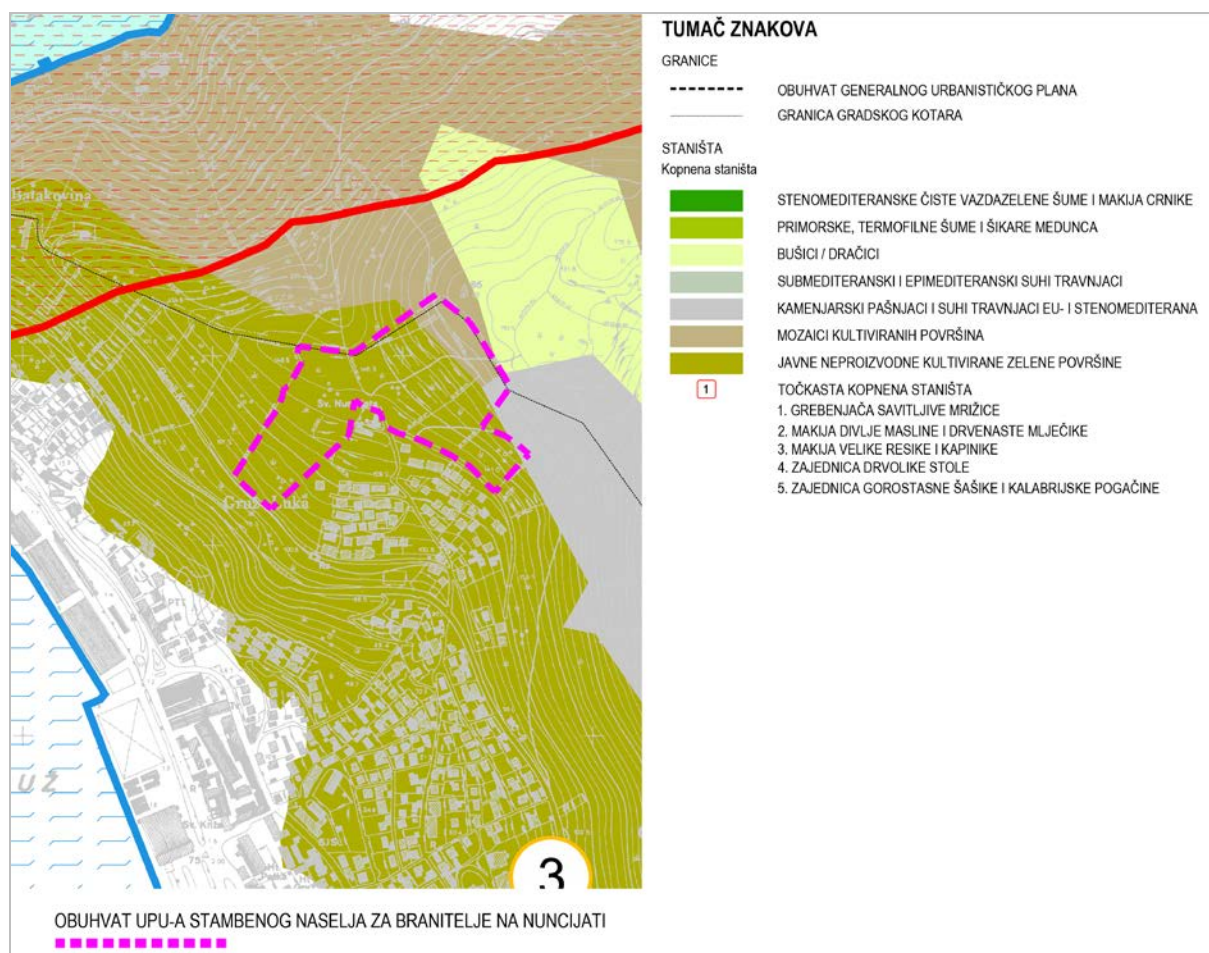 TUMAČ ZNAKOVA
GRANICE
OBUHVAT GENERALNOG URBANISTIČKOG PLANA
GRANICA GRADSKOG KOTARA
STANIŠTA
Kopnena staništa
STENOMEDITERANSKE ČISTE VAZDAZELENE ŠUME I MAKIJA CRNIKE
PRIMORSKE, TERMOFILNE ŠUME I ŠIKARE MEDUNCA
BUŠICI / DRAČICI
SUBMEDITERANSKI I EPIMEDITERANSKI SUHI TRAVNJACI
KAMENJARSKI PAŠNJACI I SUHI TRAVNJACI EU- I STENOMEDITERANA
MOZAICI KULTIVIRANIH POVRŠINA
JAVNE NEPROIZVODNE KULTIVIRANE ZELENE POVRŠINE
1 TOČKASTA KOPNENA STANIŠTA
1. GREBENJAČA SAVITLJIVE MRIŽICE
2. MAKIJA DIVLJE MASLINE I DRVENASTE MLJEČIKE
3. MAKIJA VELIKE RESIKE I KAPINIKE
4. ZAJEDNICA DRVOLIKE STOLE
5. ZAJEDNICA GOROSTASNE ŠAŠIKE I KALABRIJSKE POGAČINE
PTT
UŽ
3
OBUHVAT UPU-A STAMBENOG NASELJA ZA BRANITELJE NA NUNCIJATI